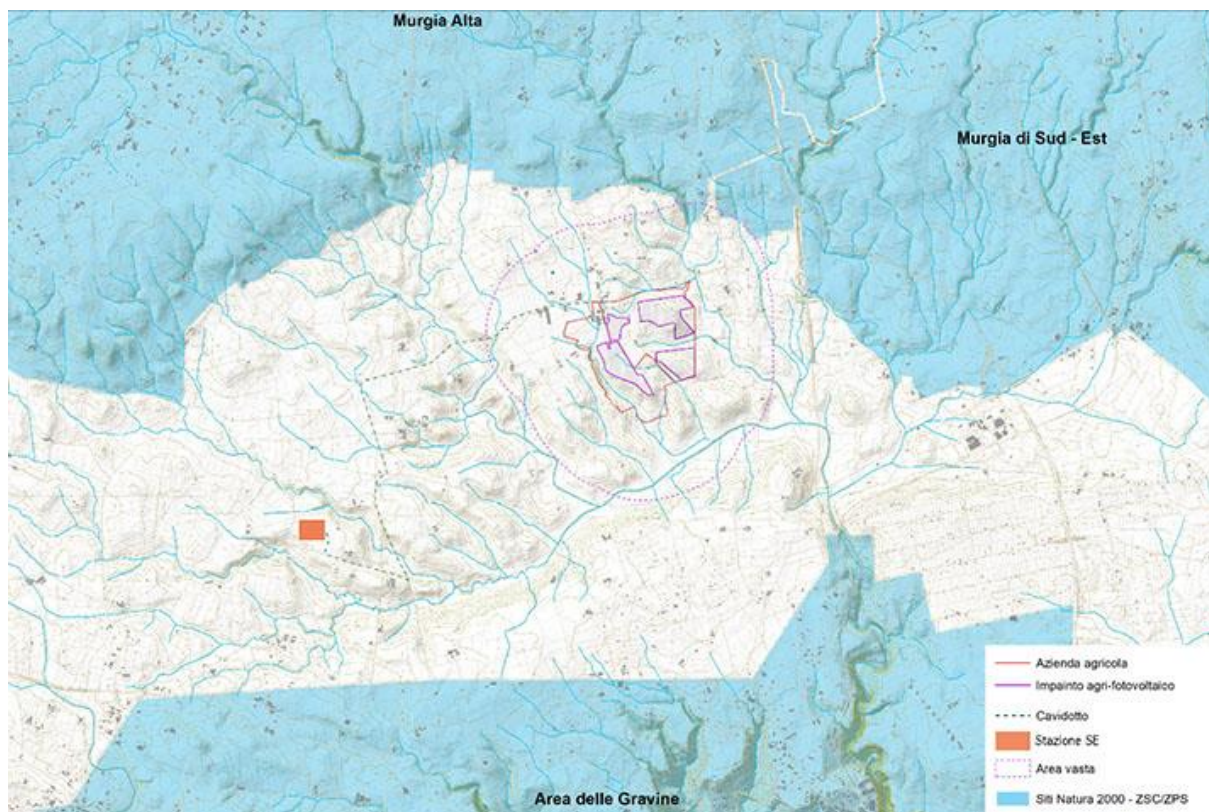 Murgia Alta
Murgia di Sud - Est
Area delle Gravine
Azienda agricola
Impainto agri-fotovoltaico
Cavidotto
Stazione SE
Area vasta
Siti Natura 2000 - ZSC/ZPS